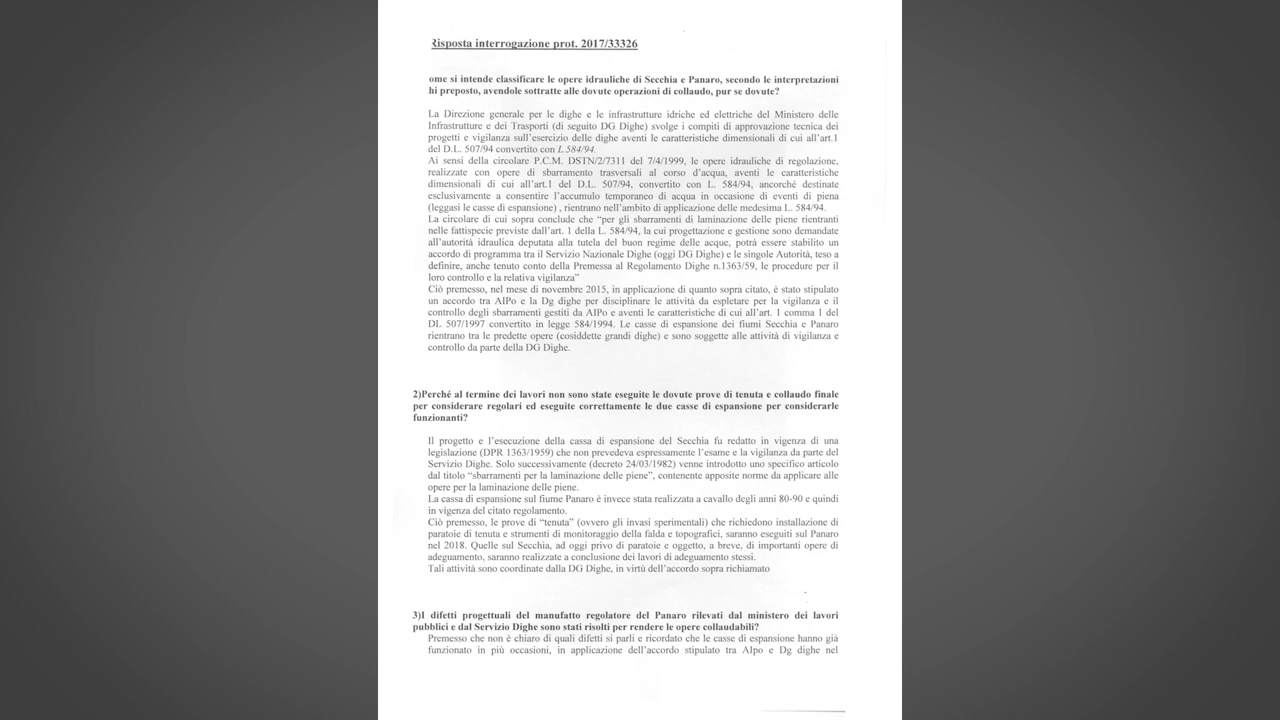 Risposta interrogazione prot. 2017/33326
ome si intende classificare le opere idrauliche di Secchia e Panaro, secondo le interpretazioni
hi preposto, avendole sottratte alle dovute operazioni di collaudo, pur se dovute?
La Direzione generale per le dighe e le infrastrutture idriche ed elettriche del Ministero delle
Infrastrutture e dei Trasporti (di seguito DG Dighe) svolge i compiti di approvazione tecnica dei
progetti e vigilanza sull'esercizio delle dighe aventi le caratteristiche dimensionali di cui all'art.1
del D.L. 507/94 convertito con L.584/94.
Ai sensi della circolare P.C.M. DSTN/2/7311 del 7/4/1999, le opere idrauliche di regolazione,
realizzate con opere di sbarramento trasversali al corso d'acqua, aventi le caratteristiche
dimensionali di cui all'art.1 del D.L. 507/94, convertito con L. 584/94, ancorché destinate
esclusivamente a consentire l'accumulo temporaneo di acqua in occasione di eventi di piena
(leggasi le casse di espansione) , rientrano nell'ambito di applicazione delle medesima L. 584/94.
La circolare di cui sopra conclude che "per gli sbarramenti di laminazione delle piene rientranti
nelle fattispecie previste dall'art. 1 della L. 584/94, la cui progettazione e gestione sono demandate
all'autorità idraulica deputata alla tutela del buon regime delle acque, potrà essere stabilito un
accordo di programma tra il Servizio Nazionale Dighe (oggi DG Dighe) e le singole Autorità, teso a
definire, anche tenuto conto della Premessa al Regolamento Dighe n.1363/59, le procedure per il
loro controllo e la relativa vigilanza"
Ciò premesso, nel mese di novembre 2015, in applicazione di quanto sopra citato, è stato stipulato
un accordo tra AIPo e la Dg dighe per disciplinare le attività da espletare per la vigilanza e il
controllo degli sbarramenti gestiti da AIPo e aventi le caratteristiche di cui all'art. 1 comma 1 del
DL 507/1997 convertito in legge 584/1994. Le casse di espansione dei fiumi Secchia e Panaro
rientrano tra le predette opere (cosiddette grandi dighe) e sono soggette alle attività di vigilanza e
controllo da parte della DG Dighe.
2)Perché al termine dei lavori non sono state eseguite le dovute prove di tenuta e collaudo finale
per considerare regolari ed eseguite correttamente le due casse di espansione per considerarle
funzionanti?
Il progetto e l'esecuzione della cassa di espansione del Secchia fu redatto in vigenza di una
legislazione (DPR 1363/1959) che non prevedeva espressamente l'esame e la vigilanza da parte del
Servizio Dighe. Solo successivamente (decreto 24/03/1982) venne introdotto uno specifico articolo
dal titolo "sbarramenti per la laminazione delle piene", contenente apposite norme da applicare alle
opere per la laminazione delle piene.
La cassa di espansione sul fiume Panaro è invece stata realizzata a cavallo degli anni 80-90 e quindi
in vigenza del citato regolamento.
Ciò premesso, le prove di "tenuta" (ovvero gli invasi sperimentali) che richiedono installazione di
paratoie di tenuta e strumenti di monitoraggio della falda e topografici, saranno eseguiti sul Panaro
nel 2018. Quelle sul Secchia, ad oggi privo di paratoie e oggetto, a breve, di importanti opere di
adeguamento, saranno realizzate a conclusione dei lavori di adeguamento stessi.
Tali attività sono coordinate dalla DG Dighe, in virtù dell'accordo sopra richiamato
3)I difetti progettuali del manufatto regolatore del Panaro rilevati dal ministero dei lavori
pubblici e dal Servizio Dighe sono stati risolti per rendere le opere collaudabili?
Premesso che non è chiaro di quali difetti si parli e ricordato che le casse di espansione hanno già
funzionato in più occasioni, in applicazione dell'accordo stipulato tra AIpo e Dg dighe nel